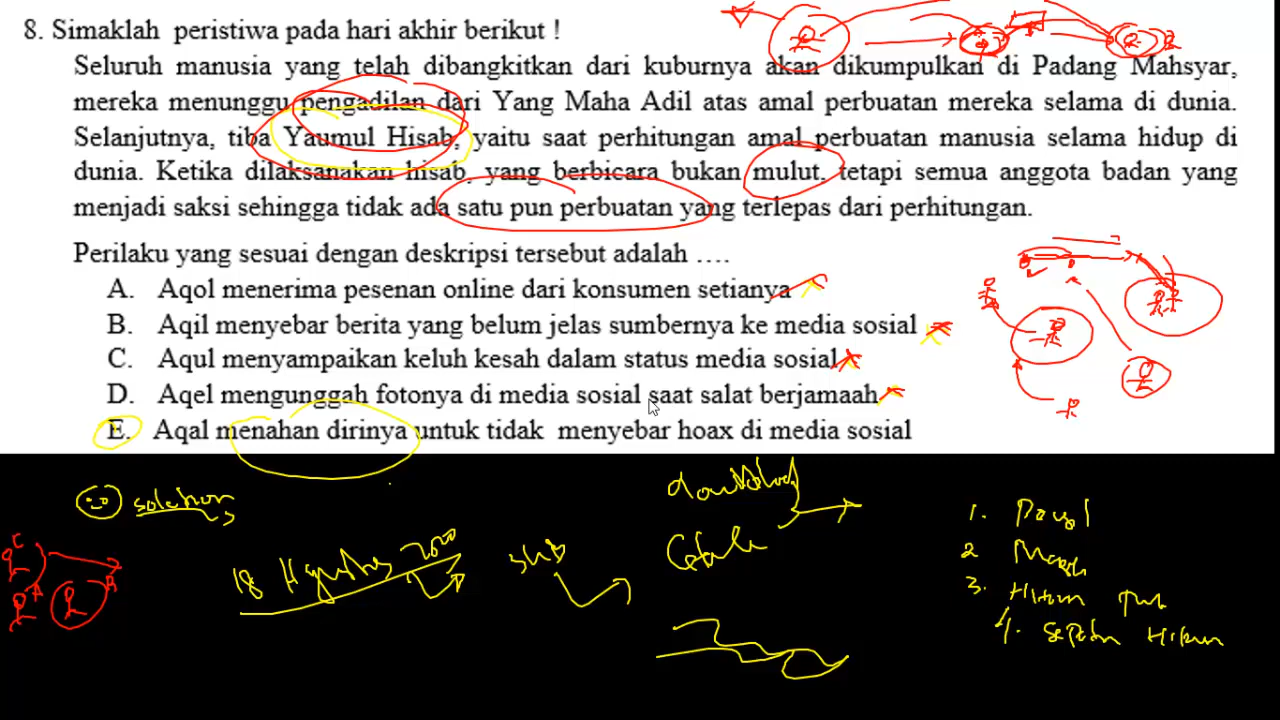 8. Simaklah peristiwa pada hari akhir berikut !
Seluruh manusia yang telah dibangkitkan dari kuburnya akan dikumpulkan di Padang Mahsyar,
mereka menunggu pengadilan dari Yang Maha Adil atas amal perbuatan mereka selama di dunia.
Selanjutnya, tiba Yaumul Hisab, yaitu saat perhitungan amal perbuatan manusia selama hidup di
dunia. Ketika dilaksanakan hisab, yang berbicara bukan mulut, tetapi semua anggota badan yang
menjadi saksi sehingga tidak ada satu pun perbuatan yang terlepas dari perhitungan.
Perilaku yang sesuai dengan deskripsi tersebut adalah ….
A. Aqol menerima pesenan online dari konsumen setianya
B. Aqil menyebar berita yang belum jelas sumbernya ke media sosial
C. Aqul menyampaikan keluh kesah dalam status media sosial
D. Aqel mengunggah fotonya di media sosial saat salat berjamaah
E. Aqal menahan dirinya untuk tidak menyebar hoax di media sosial
solution
18 Agustus 2020
download
1.
2
3. Hitam
4. Hitam